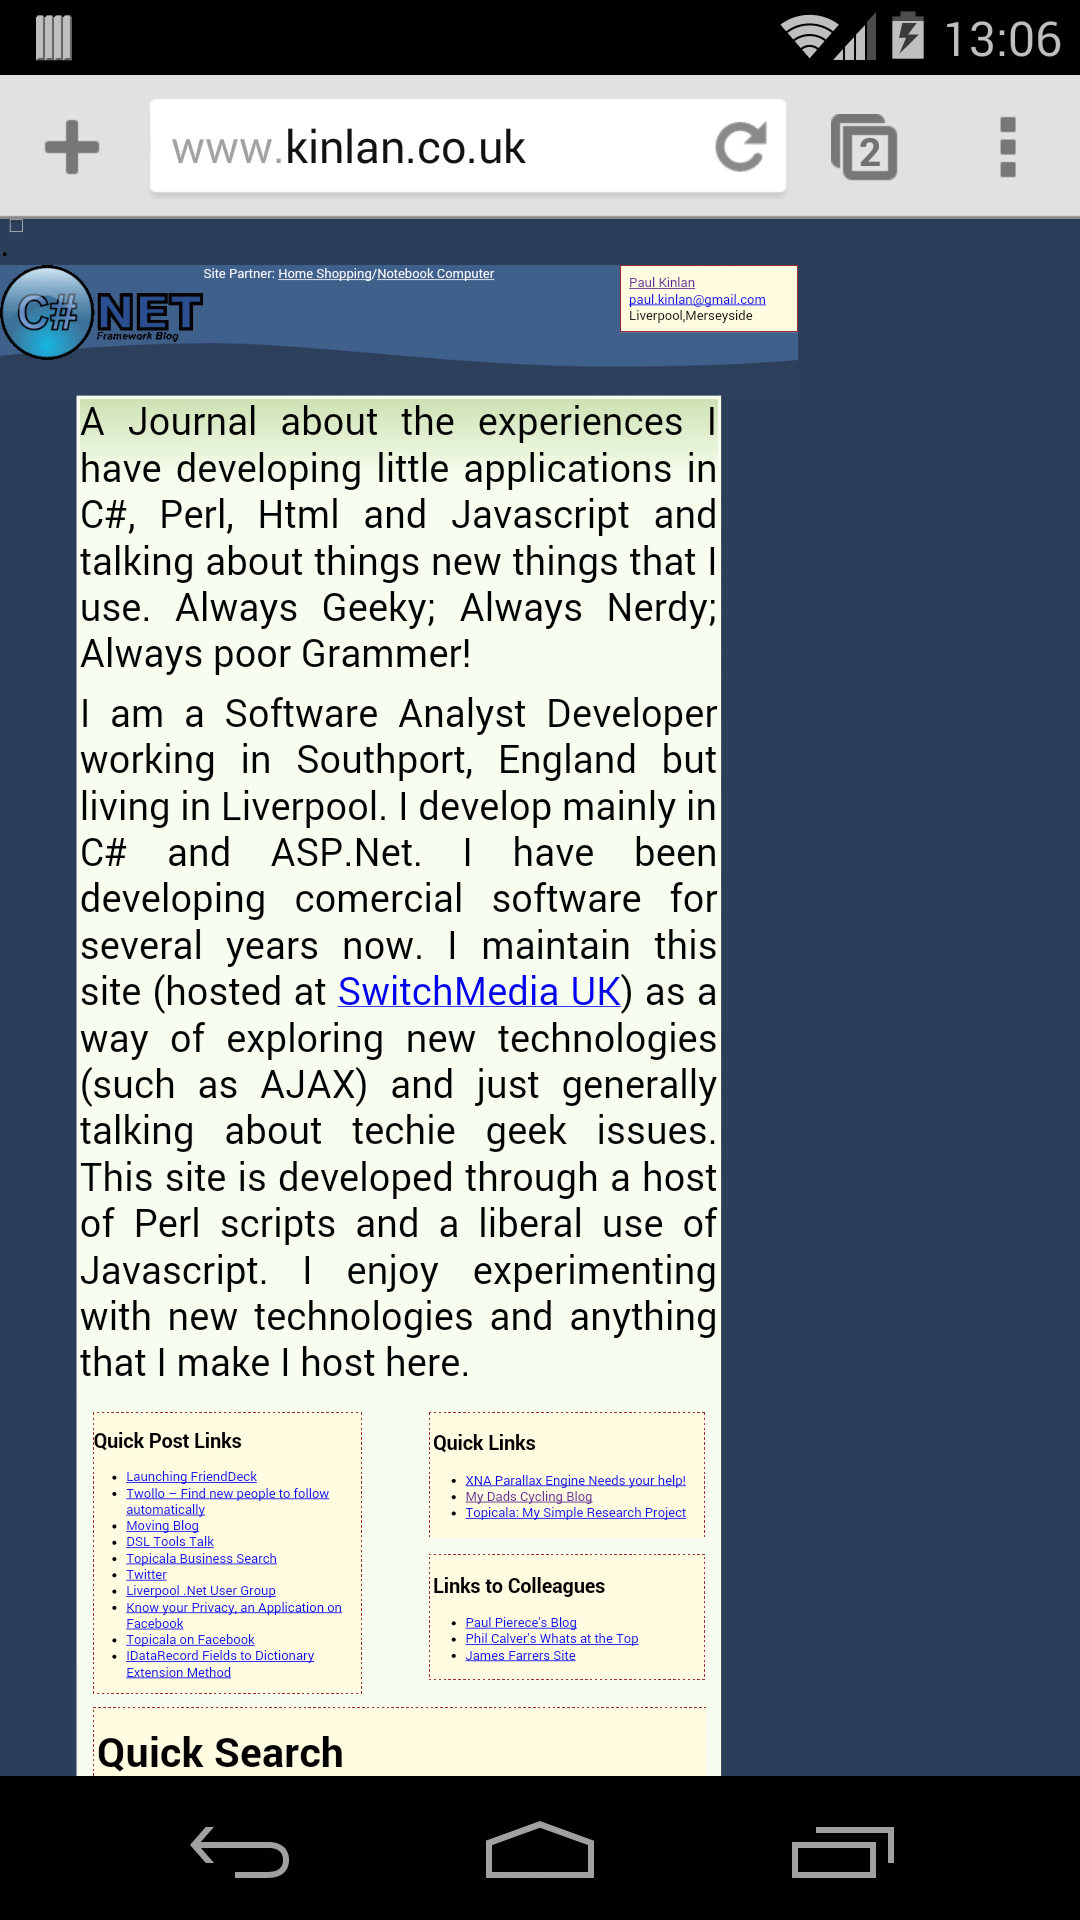 13:06
www.kinlan.co.uk
2
Site Partner: Home Shopping/Notebook Computer
C# NET
Framework Blog
Paul Kinlan
paul.kinlan@gmail.com
Liverpool,Merseyside
A Journal about the experiences I
have developing little applications in
C#, Perl, Html and Javascript and
talking about things new things that I
use. Always Geeky; Always Nerdy;
Always poor Grammer!
I am a Software Analyst Developer
working in Southport, England but
living in Liverpool. I develop mainly in
C# and ASP.Net. I have been
developing comercial software for
several years now. I maintain this
site (hosted at SwitchMedia UK) as a
way of exploring new technologies
(such as AJAX) and just generally
talking about techie geek issues.
This site is developed through a host
of Perl scripts and a liberal use of
Javascript. I enjoy experimenting
with new technologies and anything
that I make I host here.
Quick Post Links
Launching FriendDeck
Twollo – Find new people to follow
automatically
Moving Blog
DSL Tools Talk
Topicala Business Search
Twitter
Liverpool .Net User Group
Know your Privacy, an Application on
Facebook
Topicala on Facebook
IDataRecord Fields to Dictionary
Extension Method
Quick Links
XNA Parallax Engine Needs your help!
My Dads Cycling Blog
Topicala: My Simple Research Project
Links to Colleagues
Paul Pierece's Blog
Phil Calver's Whats at the Top
James Farrers Site
Quick Search